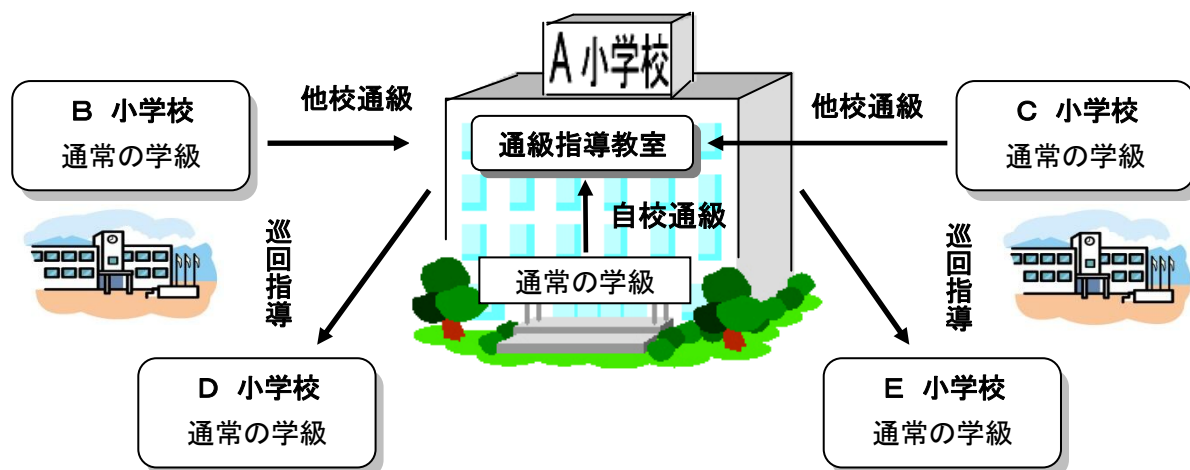 A 小学校
B 小学校
通常の学級
他校通級
通級指導教室
他校通級
C 小学校
通常の学級
自校通級
通常の学級
巡回指導
巡回指導
D 小学校
通常の学級
E 小学校
通常の学級